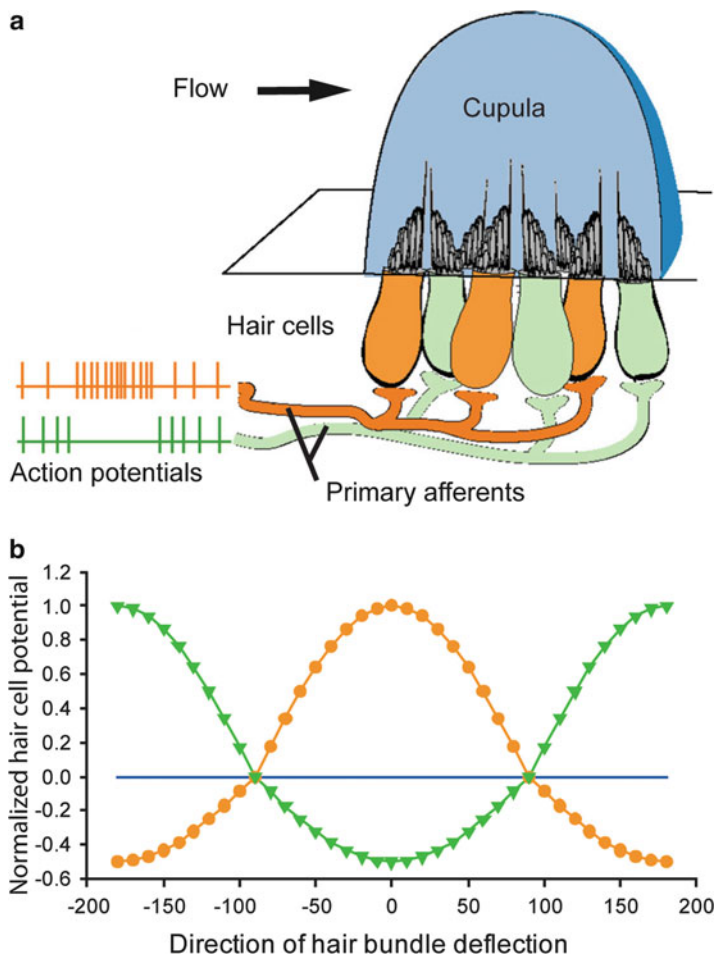 a
Flow
Cupula
Hair cells
Action potentials
Primary afferents
b
Normalized hair cell potential
1.2
1.0
0.8
0.6
0.4
0.2
0.0
-0.2
-0.4
-0.6
-200 -150 -100 -50 0 50 100 150 200
Direction of hair bundle deflection